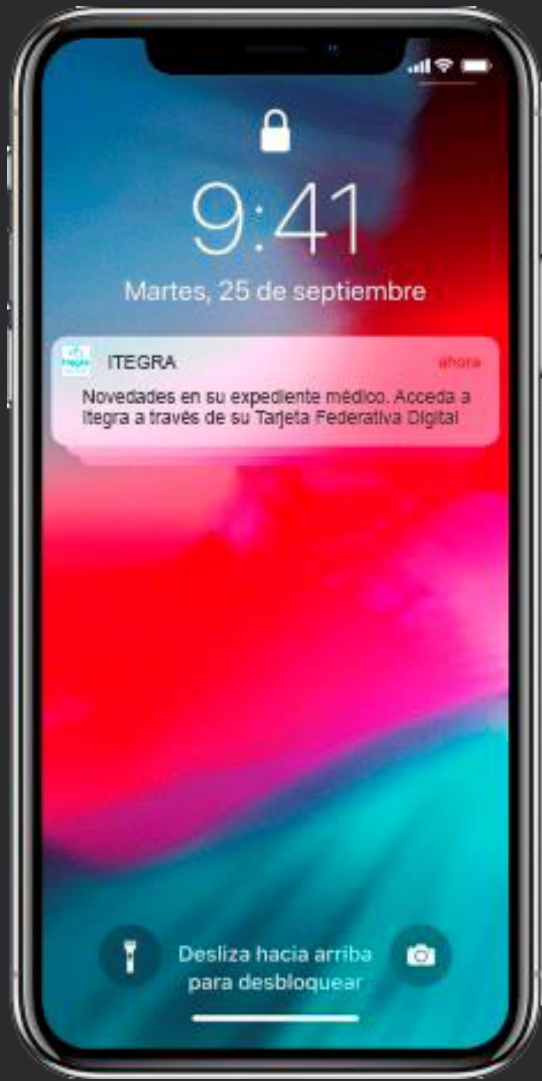 9:41
Martes, 25 de septiembre
ITEGRA
ahora
Novedades en su expediente médico. Acceda a
Itegra a través de su Tarjeta Federativa Digital
Desliza hacia arriba
para desbloquear